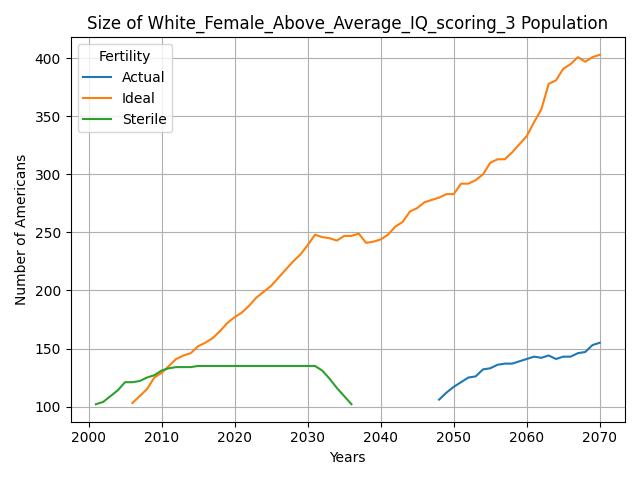 Size of White_Female_Above_Average_IQ_scoring_3 Population
Fertility
Actual
Ideal
Sterile
Number of Americans
400
350
300
250
200
150
100
2000 2010 2020 2030 2040 2050 2060 2070
Years